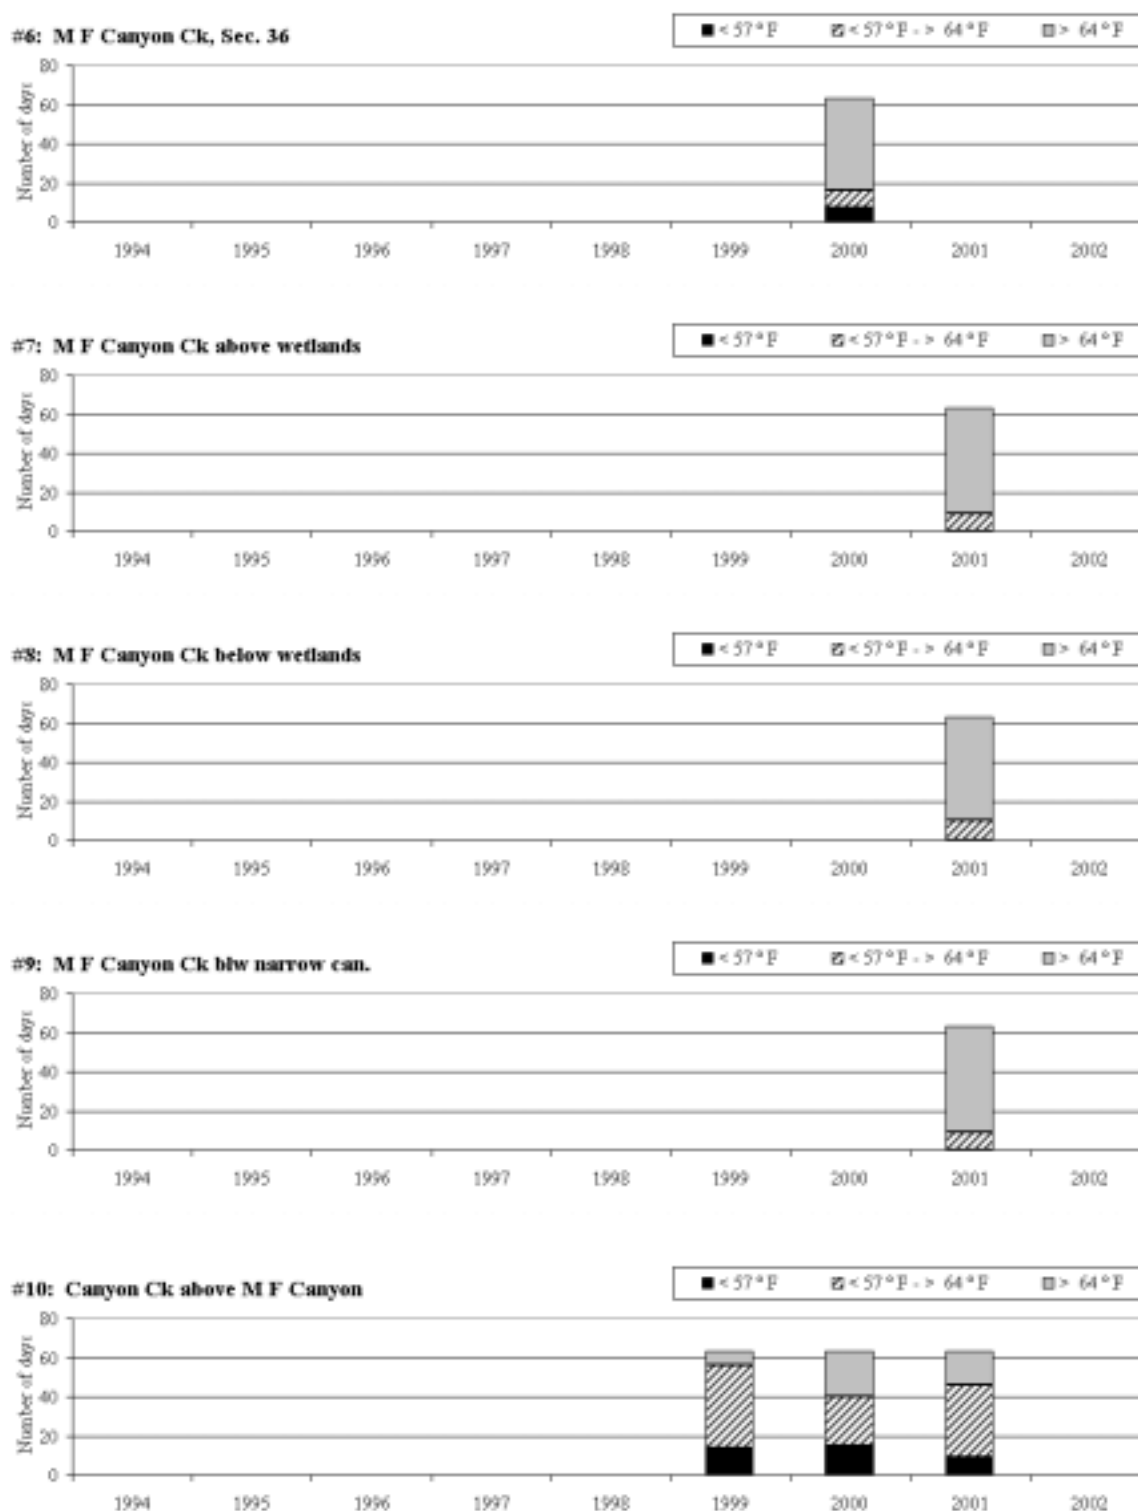 #6: M F Canyon Ck, Sec. 36
■ < 57 º F ▨ < 57 º F - > 64 º F ▨ > 64 º F
Number of days
80
60
40
20
0
1994 1995 1996 1997 1998 1999 2000 2001 2002
#7: M F Canyon Ck above wetlands
■ < 57 º F ▨ < 57 º F - > 64 º F ▨ > 64 º F
Number of days
80
60
40
20
0
1994 1995 1996 1997 1998 1999 2000 2001 2002
#8: M F Canyon Ck below wetlands
■ < 57 º F ▨ < 57 º F - > 64 º F ▨ > 64 º F
Number of days
80
60
40
20
0
1994 1995 1996 1997 1998 1999 2000 2001 2002
#9: M F Canyon Ck blw narrow can.
■ < 57 º F ▨ < 57 º F - > 64 º F ▨ > 64 º F
Number of days
80
60
40
20
0
1994 1995 1996 1997 1998 1999 2000 2001 2002
#10: Canyon Ck above M F Canyon
■ < 57 º F ▨ < 57 º F - > 64 º F ▨ > 64 º F
Number of days
80
60
40
20
0
1994 1995 1996 1997 1998 1999 2000 2001 2002